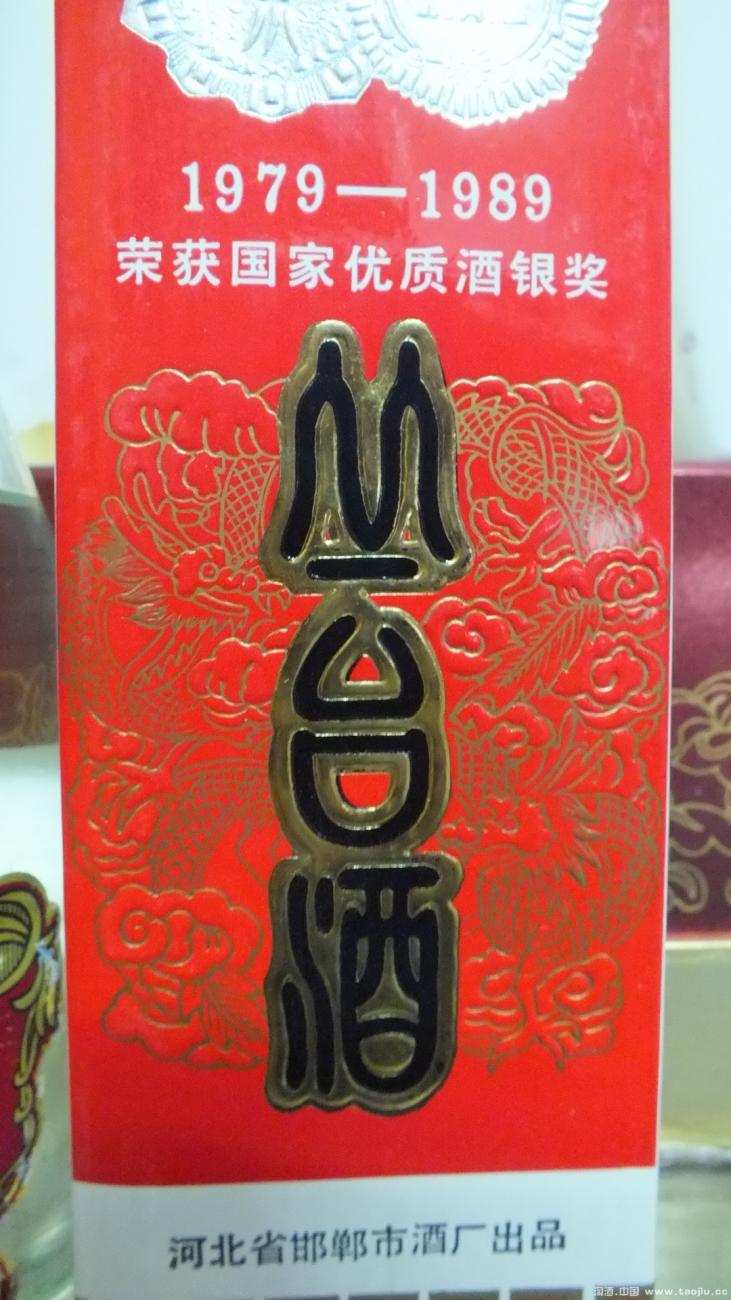 1979—1989
荣获国家优质酒银奖
丛台酒
河北省邯郸市酒厂出品
淘酒.中国 www.taojiu.cc